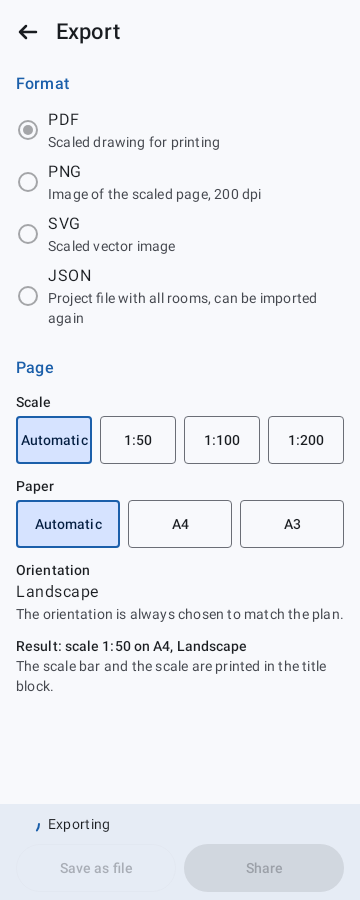 Export
Format
PDF
Scaled drawing for printing
PNG
Image of the scaled page, 200 dpi
SVG
Scaled vector image
JSON
Project file with all rooms, can be imported
again
Page
Scale
Automatic 1:50 1:100 1:200
Paper
Automatic A4 A3
Orientation
Landscape
The orientation is always chosen to match the plan.
Result: scale 1:50 on A4, Landscape
The scale bar and the scale are printed in the title
block.
Exporting
Save as file Share